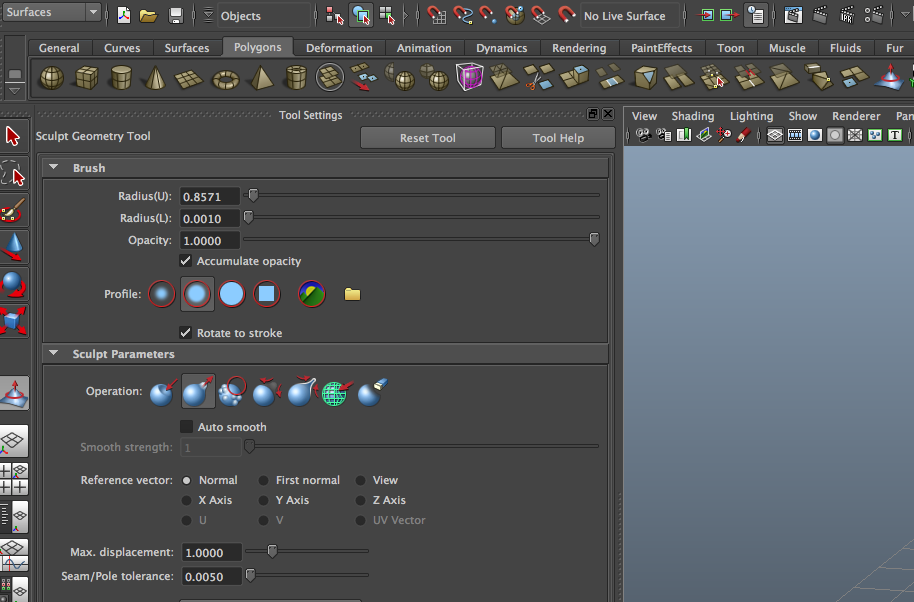 Surfaces Objects No Live Surface
General Curves Surfaces Polygons Deformation Animation Dynamics Rendering PaintEffects Toon Muscle Fluids Fur
Tool Settings
View Shading Lighting Show Renderer Pan
Sculpt Geometry Tool Reset Tool Tool Help
Brush
Radius(U): 0.8571
Radius(L): 0.0010
Opacity: 1.0000
Accumulate opacity
Profile:
Rotate to stroke
Sculpt Parameters
Operation:
Auto smooth
Smooth strength: 1
Reference vector: Normal First normal View
X Axis Y Axis Z Axis
U V UV Vector
Max. displacement: 1.0000
Seam/Pole tolerance: 0.0050